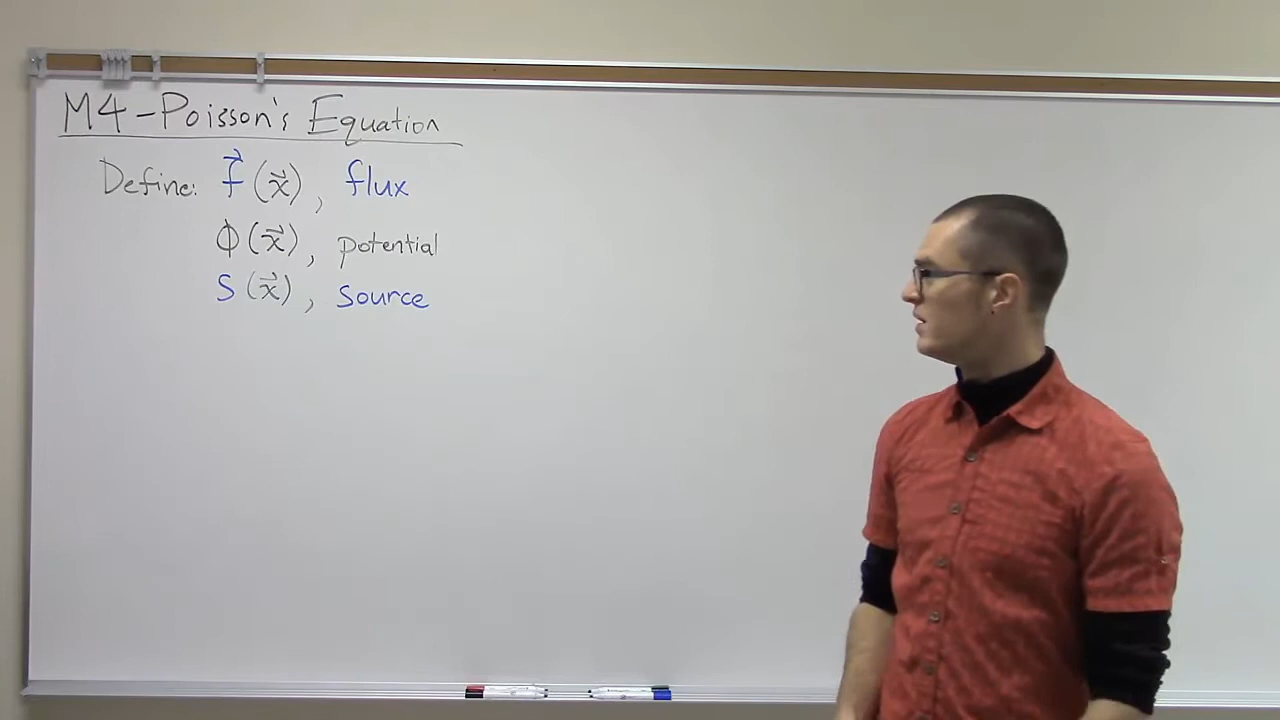 M4 - Poisson's Equation
Define: f⃗(x⃗), flux
ϕ(x⃗), potential
S(x⃗), source